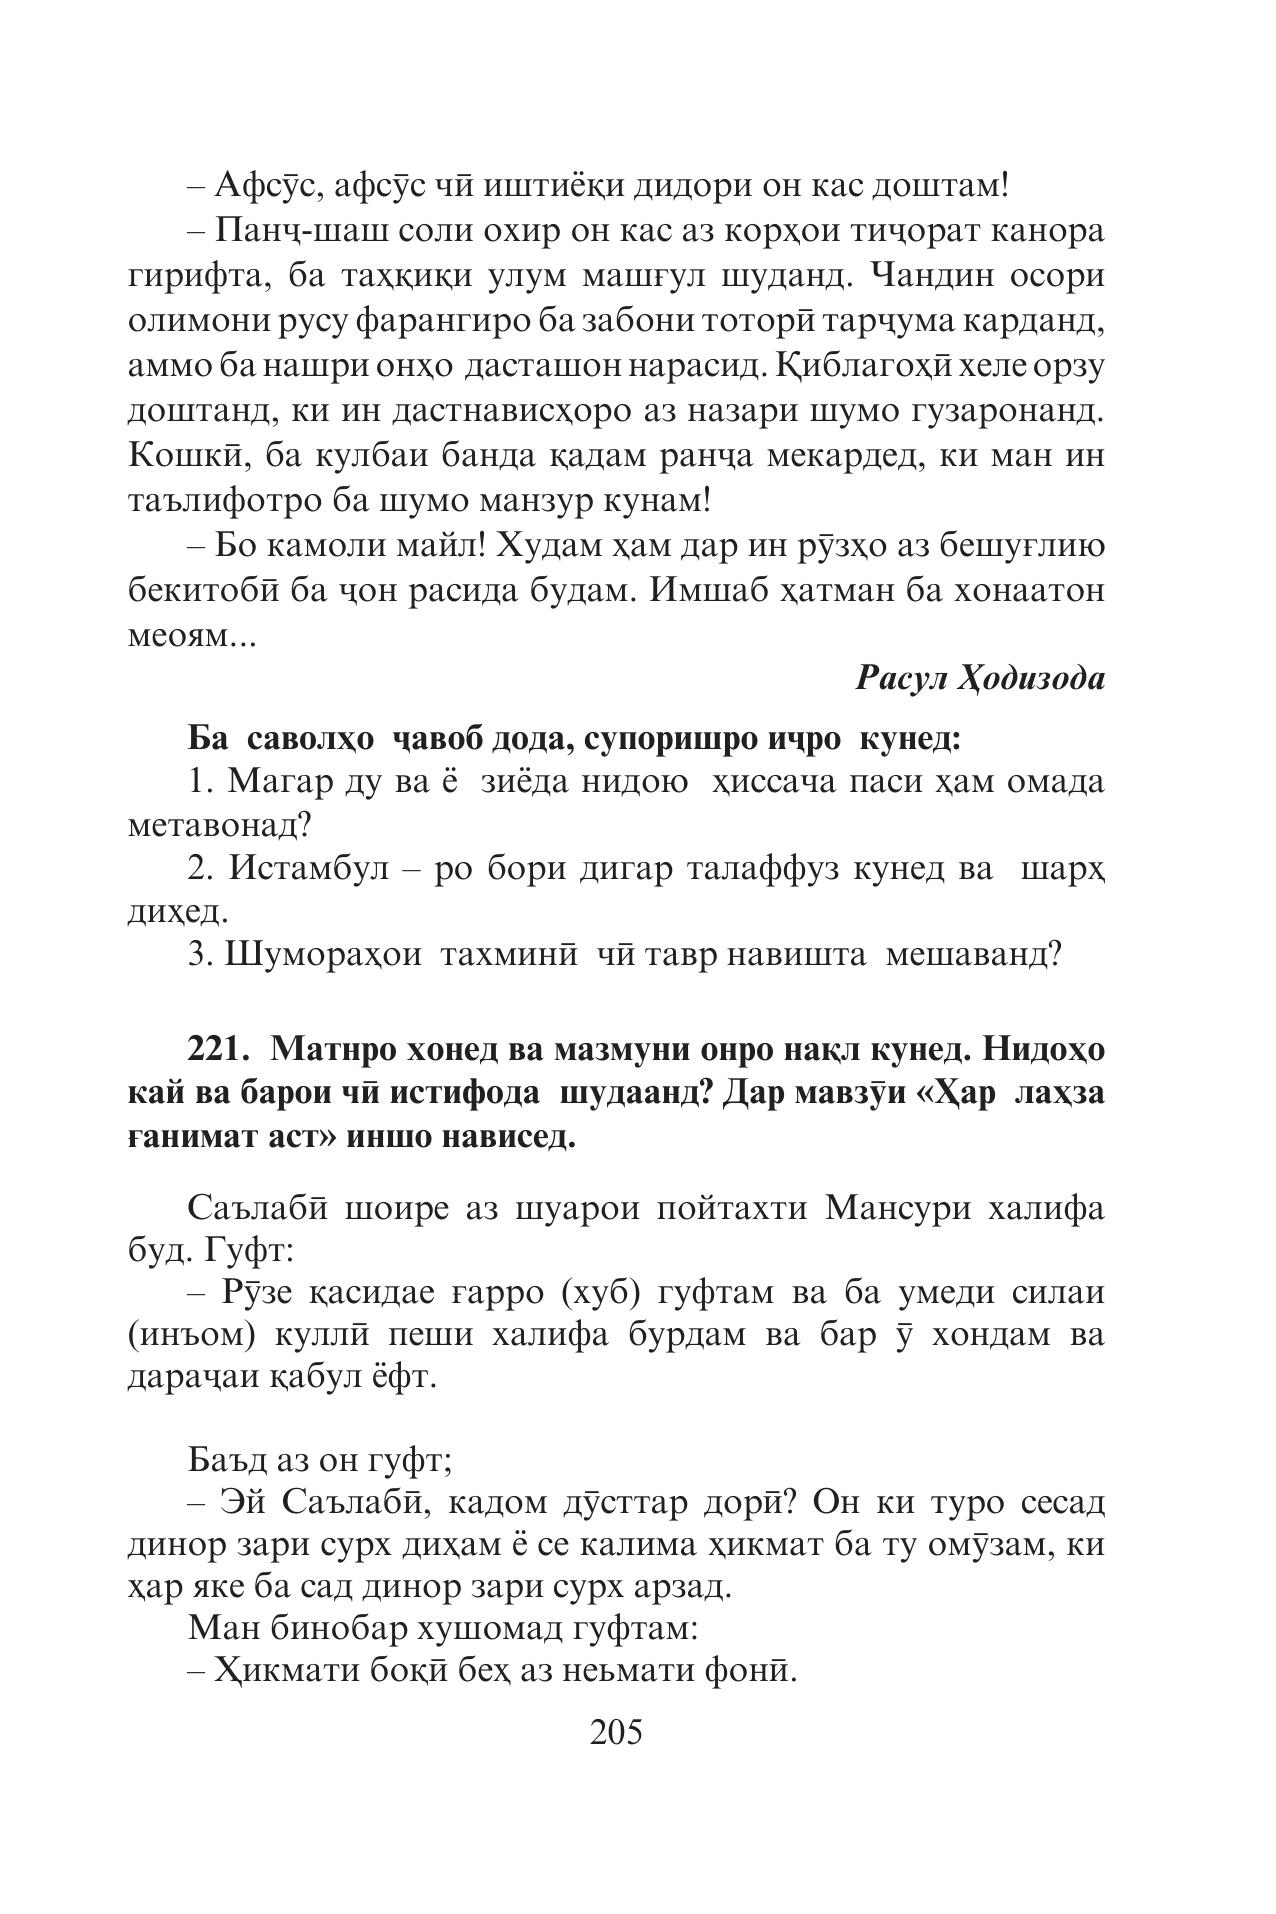 – Афсӯс, афсӯс чӣ иштиёқи дидори он кас доштам!
– Панҷ-шаш соли охир он кас аз корҳои тиҷорат канора
гирифта, ба таҳқиқи улум машғул шуданд. Чандин осори
олимони русу фарангиро ба забони тоторӣ тарҷума карданд,
аммо ба нашри онҳо дасташон нарасид. Қиблагоҳӣ хеле орзу
доштанд, ки ин дастнависҳоро аз назари шумо гузаронанд.
Кошкӣ, ба кулбаи банда қадам ранҷа мекардед, ки ман ин
таълифотро ба шумо манзур кунам!
– Бо камоли майл! Худам ҳам дар ин рӯзҳо аз бешуғлию
бекитобӣ ба ҷон расида будам. Имшаб ҳатман ба хонаатон
меоям...
Расул Ҳодизода
Ба саволҳо ҷавоб дода, супоришро иҷро кунед:
1. Магар ду ва ё зиёда нидою ҳиссача паси ҳам омада
метавонад?
2. Истамбул – ро бори дигар талаффуз кунед ва шарҳ
диҳед.
3. Шумораҳои тахминӣ чӣ тавр навишта мешаванд?
221. Матнро хонед ва мазмуни онро нақл кунед. Нидоҳо
кай ва барои чӣ истифода шудаанд? Дар мавзӯи «Ҳар лаҳза
ғанимат аст» иншо нависед.
Саълабӣ шоире аз шуарои пойтахти Мансури халифа
буд. Гуфт:
– Рӯзе қасидае ғарро (хуб) гуфтам ва ба умеди силаи
(инъом) куллӣ пеши халифа бурдам ва бар ӯ хондам ва
дараҷаи қабул ёфт.
Баъд аз он гуфт;
– Эй Саълабӣ, кадом дӯсттар дорӣ? Он ки туро сесад
динор зари сурх диҳам ё се калима ҳикмат ба ту омӯзам, ки
ҳар яке ба сад динор зари сурх арзад.
Ман бинобар хушомад гуфтам:
– Ҳикмати боқӣ беҳ аз неьмати фонӣ.
205